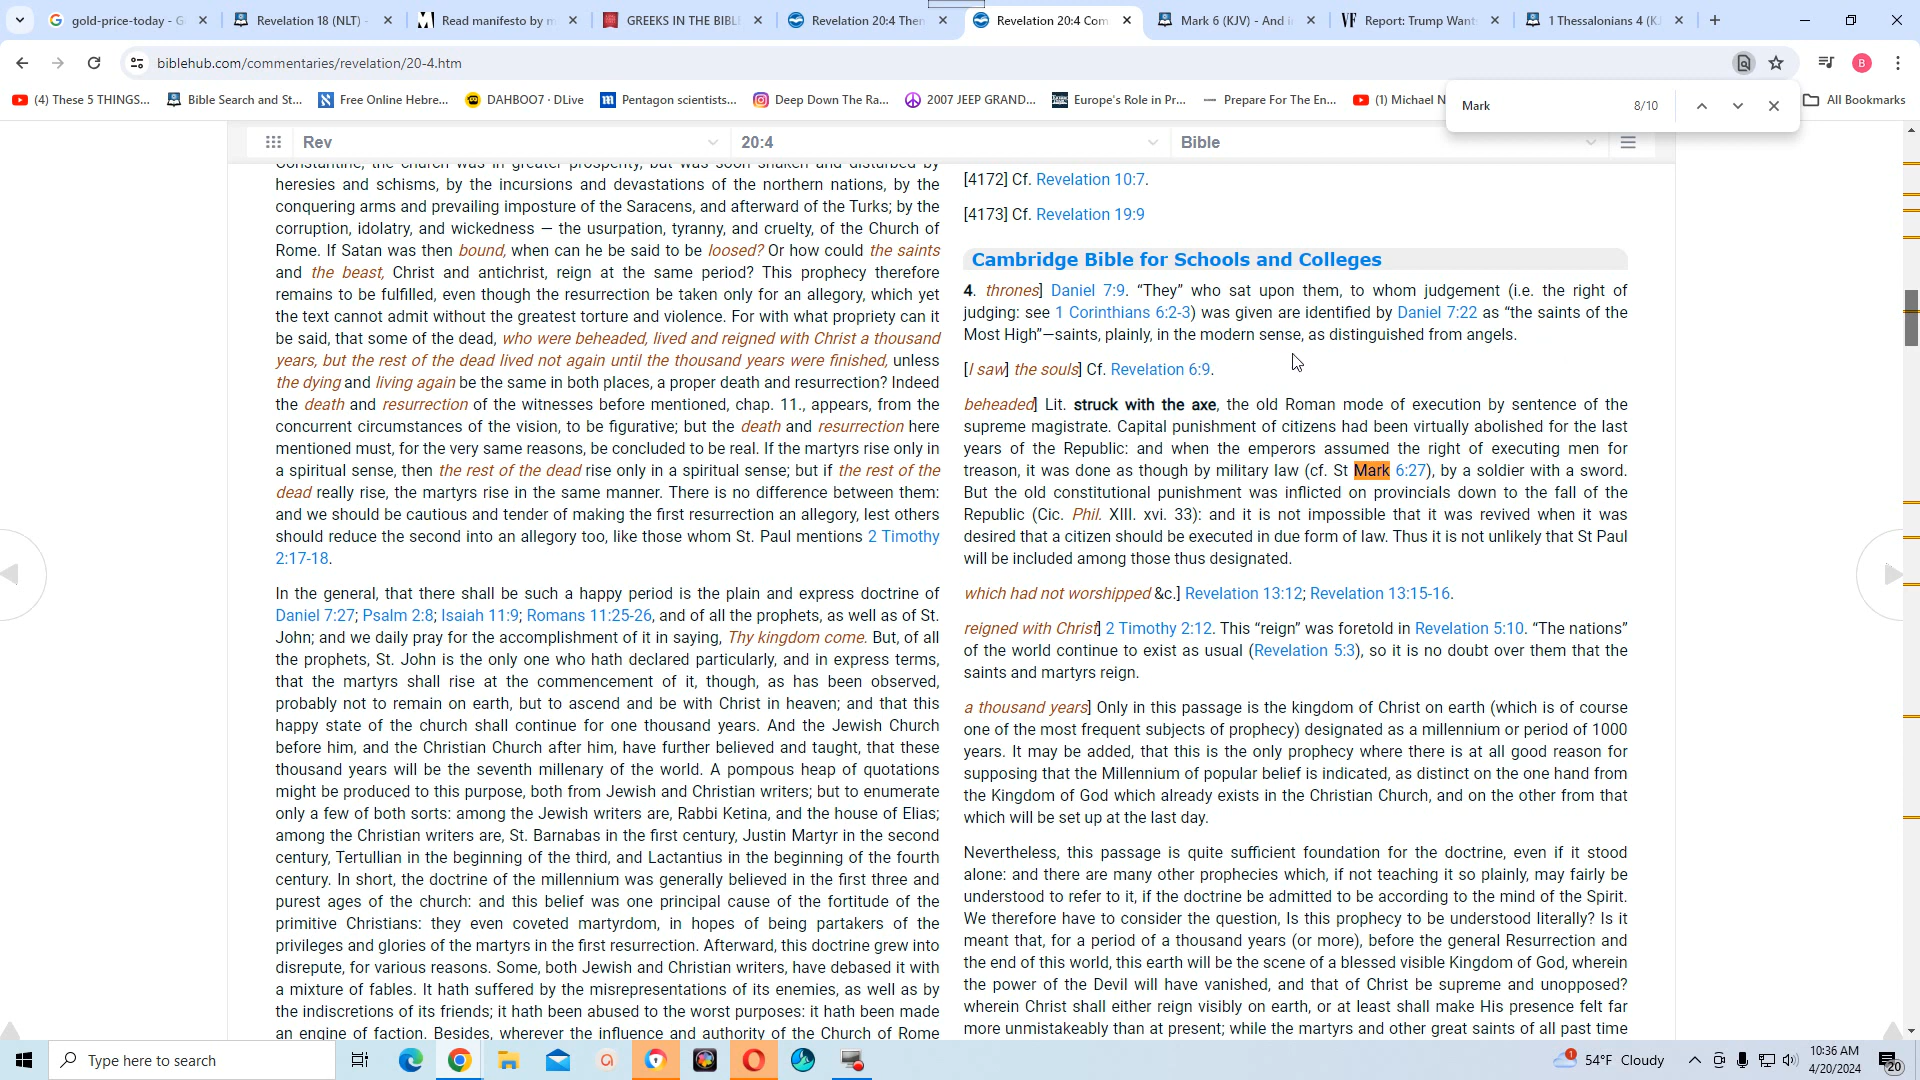 gold-price-today - G
Revelation 18 (NLT) -
Read manifesto by m
GREEKS IN THE BIBL
Revelation 20:4 Then
Revelation 20:4 Com
Mark 6 (KJV) - And i
Report: Trump Want
1 Thessalonians 4 (K
biblehub.com/commentaries/revelation/20-4.htm
(4) These 5 THINGS...
Bible Search and St...
Free Online Hebre...
DAHBOO7 · DLive
Pentagon scientists...
Deep Down The Ra...
2007 JEEP GRAND...
Europe's Role in Pr...
Prepare For The En...
(1) Michael N
All Bookmarks
Mark
8/10
Rev
20:4
Bible
Constantine, the church was in greater prosperity, but was soon shaken and disturbed by
heresies and schisms, by the incursions and devastations of the northern nations, by the
conquering arms and prevailing imposture of the Saracens, and afterward of the Turks; by the
corruption, idolatry, and wickedness — the usurpation, tyranny, and cruelty, of the Church of
Rome. If Satan was then bound, when can he be said to be loosed? Or how could the saints
and the beast, Christ and antichrist, reign at the same period? This prophecy therefore
remains to be fulfilled, even though the resurrection be taken only for an allegory, which yet
the text cannot admit without the greatest torture and violence. For with what propriety can it
be said, that some of the dead, who were beheaded, lived and reigned with Christ a thousand
years, but the rest of the dead lived not again until the thousand years were finished, unless
the dying and living again be the same in both places, a proper death and resurrection? Indeed
the death and resurrection of the witnesses before mentioned, chap. 11., appears, from the
concurrent circumstances of the vision, to be figurative; but the death and resurrection here
mentioned must, for the very same reasons, be concluded to be real. If the martyrs rise only in
a spiritual sense, then the rest of the dead rise only in a spiritual sense; but if the rest of the
dead really rise, the martyrs rise in the same manner. There is no difference between them:
and we should be cautious and tender of making the first resurrection an allegory, lest others
should reduce the second into an allegory too, like those whom St. Paul mentions 2 Timothy
2:17-18.
In the general, that there shall be such a happy period is the plain and express doctrine of
Daniel 7:27; Psalm 2:8; Isaiah 11:9; Romans 11:25-26, and of all the prophets, as well as of St.
John; and we daily pray for the accomplishment of it in saying, Thy kingdom come. But, of all
the prophets, St. John is the only one who hath declared particularly, and in express terms,
that the martyrs shall rise at the commencement of it, though, as has been observed,
probably not to remain on earth, but to ascend and be with Christ in heaven; and that this
happy state of the church shall continue for one thousand years. And the Jewish Church
before him, and the Christian Church after him, have further believed and taught, that these
thousand years will be the seventh millenary of the world. A pompous heap of quotations
might be produced to this purpose, both from Jewish and Christian writers; but to enumerate
only a few of both sorts: among the Jewish writers are, Rabbi Ketina, and the house of Elias;
among the Christian writers are, St. Barnabas in the first century, Justin Martyr in the second
century, Tertullian in the beginning of the third, and Lactantius in the beginning of the fourth
century. In short, the doctrine of the millennium was generally believed in the first three and
purest ages of the church: and this belief was one principal cause of the fortitude of the
primitive Christians: they even coveted martyrdom, in hopes of being partakers of the
privileges and glories of the martyrs in the first resurrection. Afterward, this doctrine grew into
disrepute, for various reasons. Some, both Jewish and Christian writers, have debased it with
a mixture of fables. It hath suffered by the misrepresentations of its enemies, as well as by
the indiscretions of its friends; it hath been abused to the worst purposes: it hath been made
an engine of faction. Besides, wherever the influence and authority of the Church of Rome
[4172] Cf. Revelation 10:7.
[4173] Cf. Revelation 19:9
Cambridge Bible for Schools and Colleges
4. thrones] Daniel 7:9. “They” who sat upon them, to whom judgement (i.e. the right of
judging: see 1 Corinthians 6:2-3) was given are identified by Daniel 7:22 as “the saints of the
Most High”—saints, plainly, in the modern sense, as distinguished from angels.
[I saw] the souls] Cf. Revelation 6:9.
beheaded] Lit. struck with the axe, the old Roman mode of execution by sentence of the
supreme magistrate. Capital punishment of citizens had been virtually abolished for the last
years of the Republic: and when the emperors assumed the right of executing men for
treason, it was done as though by military law (cf. St Mark 6:27), by a soldier with a sword.
But the old constitutional punishment was inflicted on provincials down to the fall of the
Republic (Cic. Phil. XIII. xvi. 33): and it is not impossible that it was revived when it was
desired that a citizen should be executed in due form of law. Thus it is not unlikely that St Paul
will be included among those thus designated.
which had not worshipped &c.] Revelation 13:12; Revelation 13:15-16.
reigned with Christ] 2 Timothy 2:12. This “reign” was foretold in Revelation 5:10. “The nations”
of the world continue to exist as usual (Revelation 5:3), so it is no doubt over them that the
saints and martyrs reign.
a thousand years] Only in this passage is the kingdom of Christ on earth (which is of course
one of the most frequent subjects of prophecy) designated as a millennium or period of 1000
years. It may be added, that this is the only prophecy where there is at all good reason for
supposing that the Millennium of popular belief is indicated, as distinct on the one hand from
the Kingdom of God which already exists in the Christian Church, and on the other from that
which will be set up at the last day.
Nevertheless, this passage is quite sufficient foundation for the doctrine, even if it stood
alone: and there are many other prophecies which, if not teaching it so plainly, may fairly be
understood to refer to it, if the doctrine be admitted to be according to the mind of the Spirit.
We therefore have to consider the question, Is this prophecy to be understood literally? Is it
meant that, for a period of a thousand years (or more), before the general Resurrection and
the end of this world, this earth will be the scene of a blessed visible Kingdom of God, wherein
the power of the Devil will have vanished, and that of Christ be supreme and unopposed?
wherein Christ shall either reign visibly on earth, or at least shall make His presence felt far
more unmistakeably than at present; while the martyrs and other great saints of all past time
Type here to search
54°F Cloudy
10:36 AM
4/20/2024
20